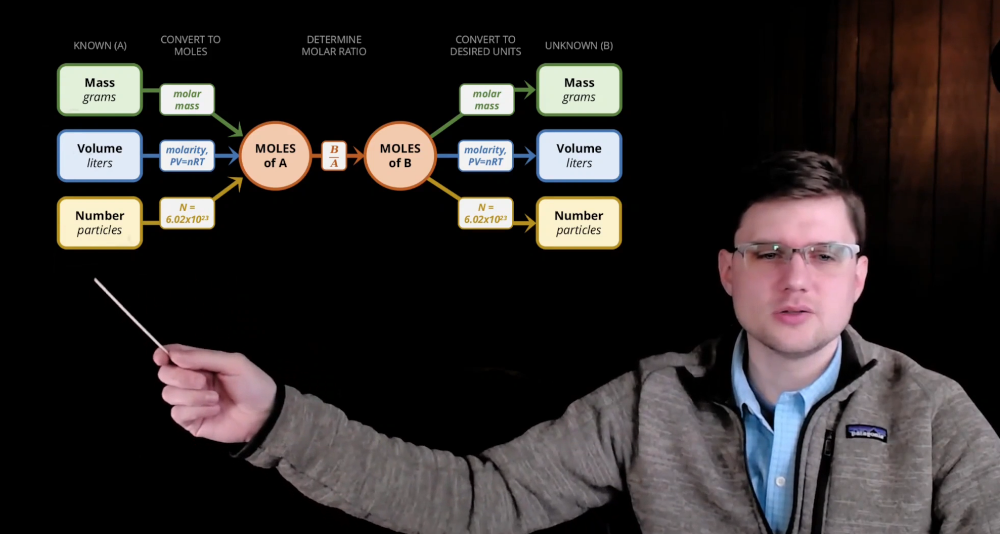 KNOWN (A)
CONVERT TO
MOLES
DETERMINE
MOLAR RATIO
CONVERT TO
DESIRED UNITS
UNKNOWN (B)
Mass
grams
molar
mass
molar
mass
Mass
grams
Volume
liters
molarity,
PV=nRT
MOLES
of A
B
A
MOLES
of B
molarity,
PV=nRT
Volume
liters
Number
particles
N =
6.02x10²³
N =
6.02x10²³
Number
particles
patagonia